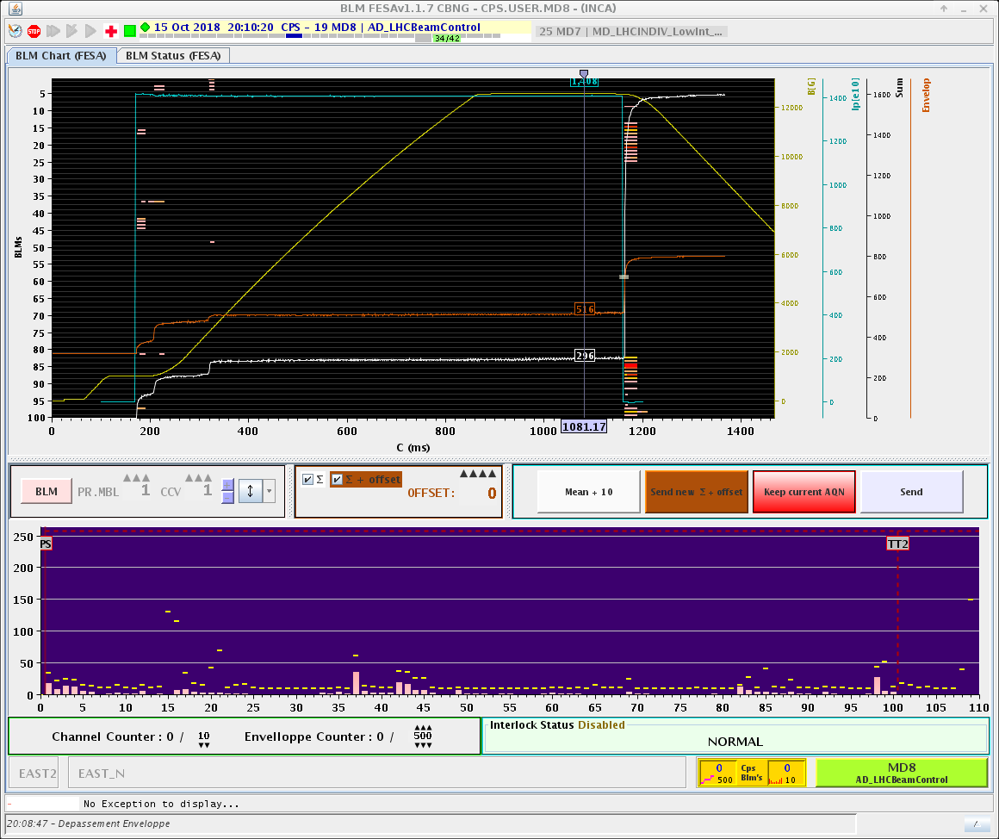 BLM FESAv1.1.7 CBNG - CPS.USER.MD8 - (INCA)
STOP
15 Oct 2018 20:10:20 CPS - 19 MD8 | AD_LHCBeamControl
34/42
25 MD7 | MD_LHCINDIV_LowInt_...
BLM Chart (FESA)
BLM Status (FESA)
BLMs
5
10
15
20
25
30
35
40
45
50
55
60
65
70
75
80
85
90
95
100
0 200 400 600 800 1000 1200 1400
C (ms)
1,408
516
296
1081.17
B[G]
12000
10000
8000
6000
4000
2000
0
Ip[e10]
1400
1200
1000
800
600
400
200
0
Sum
1600
1400
1200
1000
800
600
400
200
0
Envelop
BLM
PR.MBL 1 CCV 1
Σ
Σ + offset
OFFSET: 0
Mean + 10
Send new Σ + offset
Keep current AQN
Send
250
200
150
100
50
0
PS
TT2
0 5 10 15 20 25 30 35 40 45 50 55 60 65 70 75 80 85 90 95 100 105 110
Channel Counter : 0 / 10
Envelloppe Counter : 0 / 500
Interlock Status Disabled
NORMAL
EAST2
EAST_N
0
500
Cps
Blm's
0
10
MD8
AD_LHCBeamControl
- No Exception to display...
20:08:47 - Depassement Enveloppe